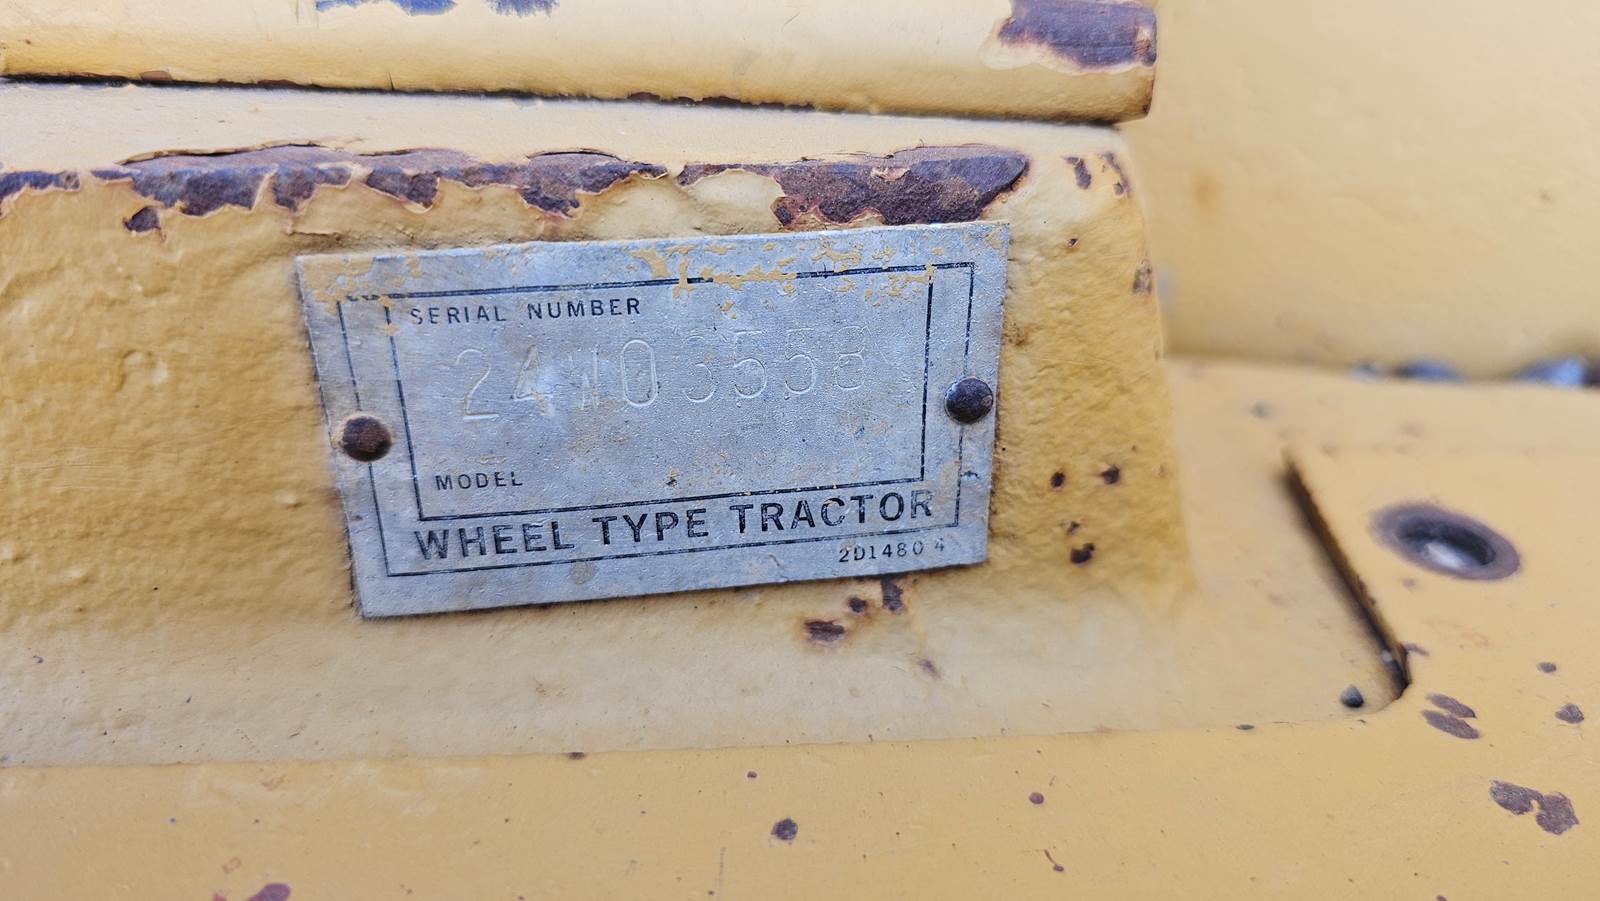 SERIAL NUMBER
24W03558
MODEL
WHEEL TYPE TRACTOR
2D1480 4